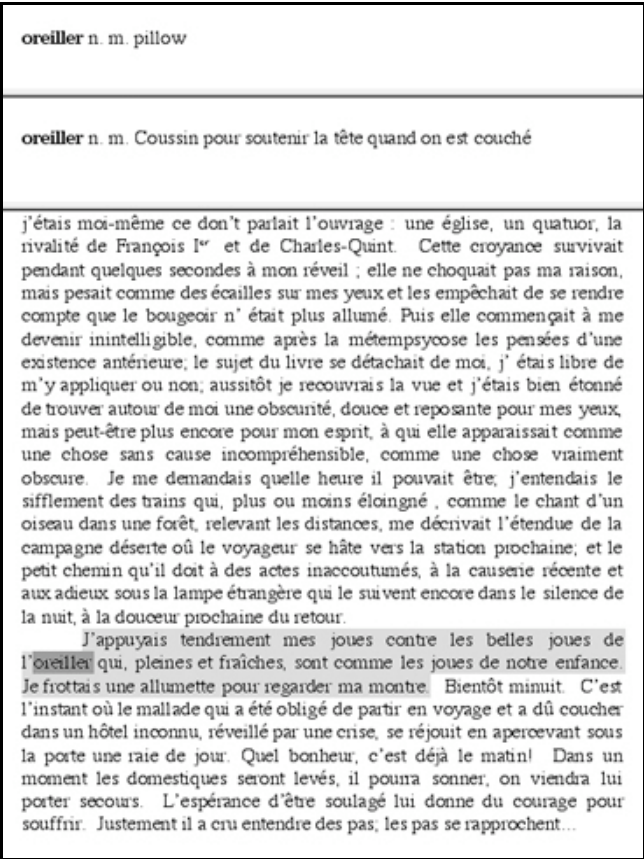 oreiller n. m. pillow
oreiller n. m. Coussin pour soutenir la tête quand on est couché
j'étais moi-même ce don't parlait l'ouvrage : une église, un quatuor, la
rivalité de François Iᵉʳ et de Charles-Quint. Cette croyance survivait
pendant quelques secondes à mon réveil ; elle ne choquait pas ma raison,
mais pesait comme des écailles sur mes yeux et les empêchait de se rendre
compte que le bougeoir n' était plus allumé. Puis elle commençait à me
devenir inintelligible, comme après la métempsycose les pensées d'une
existence antérieure; le sujet du livre se détachait de moi, j' étais libre de
m'y appliquer ou non; aussitôt je recouvrais la vue et j'étais bien étonné
de trouver autour de moi une obscurité, douce et reposante pour mes yeux,
mais peut-être plus encore pour mon esprit, à qui elle apparaissait comme
une chose sans cause incompréhensible, comme une chose vraiment
obscure. Je me demandais quelle heure il pouvait être; j'entendais le
sifflement des trains qui, plus ou moins éloingné , comme le chant d'un
oiseau dans une forêt, relevant les distances, me décrivait l'étendue de la
campagne déserte oû le voyageur se hâte vers la station prochaine; et le
petit chemin qu'il doit à des actes inaccoutumés, à la causerie récente et
aux adieux sous la lampe étrangère qui le suivent encore dans le silence de
la nuit, à la douceur prochaine du retour.
J'appuyais tendrement mes joues contre les belles joues de
l'oreiller qui, pleines et fraîches, sont comme les joues de notre enfance.
Je frottais une allumette pour regarder ma montre. Bientôt minuit. C'est
l'instant où le mallade qui a été obligé de partir en voyage et a dû coucher
dans un hôtel inconnu, réveillé par une crise, se réjouit en apercevant sous
la porte une raie de jour. Quel bonheur, c'est déjà le matin! Dans un
moment les domestiques seront levés, il pourra sonner, on viendra lui
porter secours. L'espérance d'être soulagé lui donne du courage pour
souffrir. Justement il a cru entendre des pas; les pas se rapprochent...